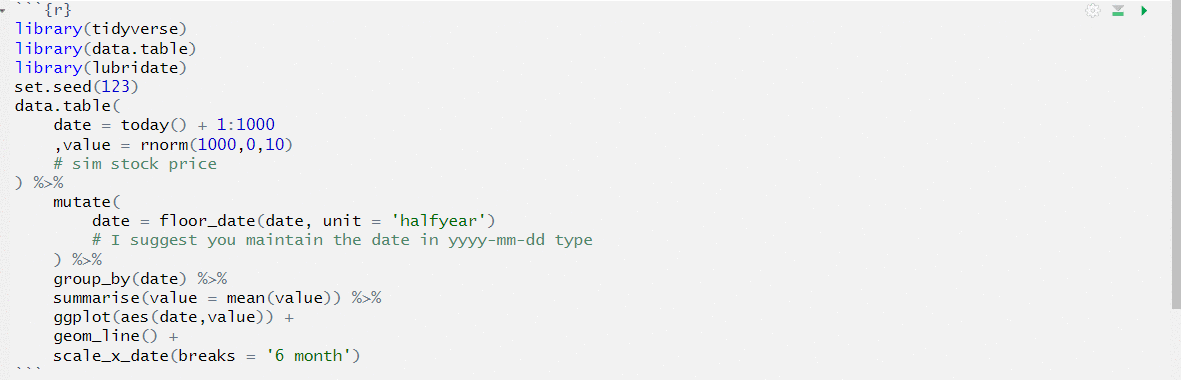 ```{r}
library(tidyverse)
library(data.table)
library(lubridate)
set.seed(123)
data.table(
    date = today() + 1:1000
    ,value = rnorm(1000,0,10)
    # sim stock price
) %>%
    mutate(
        date = floor_date(date, unit = 'halfyear')
        # I suggest you maintain the date in yyyy-mm-dd type
    ) %>%
    group_by(date) %>%
    summarise(value = mean(value)) %>%
    ggplot(aes(date,value)) +
    geom_line() +
    scale_x_date(breaks = '6 month')
```